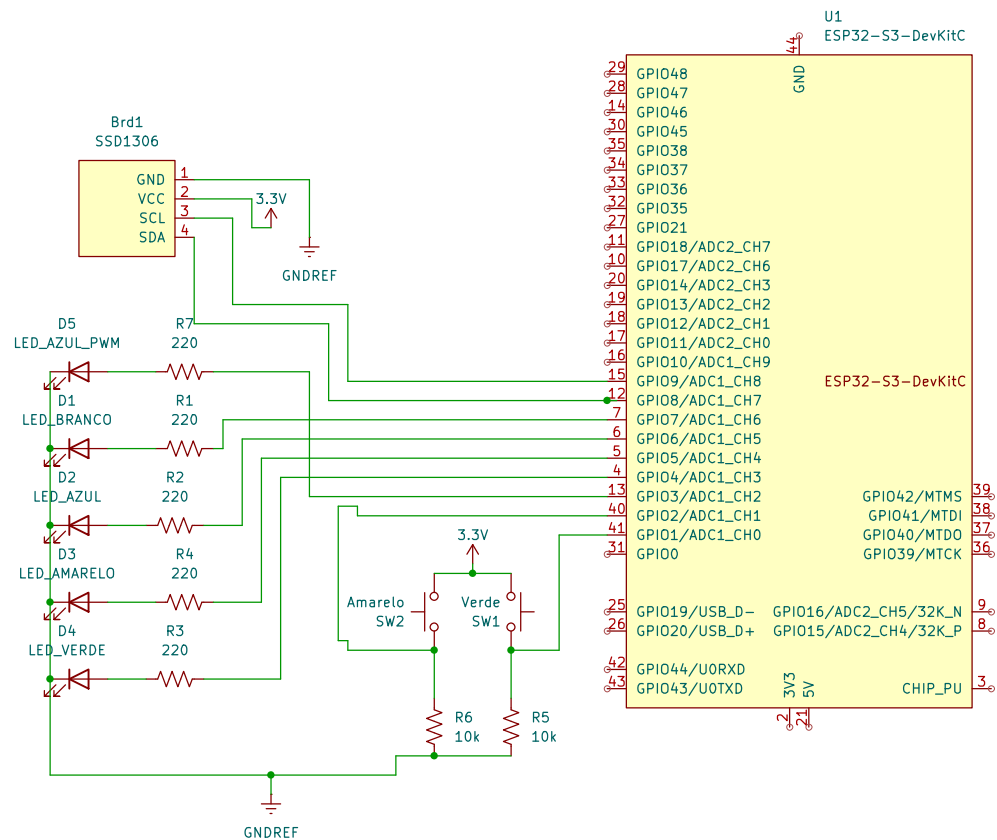 U1
ESP32-S3-DevKitC
44
GND
29 GPIO48
28 GPIO47
14 GPIO46
30 GPIO45
35 GPIO38
34 GPIO37
33 GPIO36
32 GPIO35
27 GPIO21
11 GPIO18/ADC2_CH7
10 GPIO17/ADC2_CH6
20 GPIO14/ADC2_CH3
19 GPIO13/ADC2_CH2
18 GPIO12/ADC2_CH1
17 GPIO11/ADC2_CH0
16 GPIO10/ADC1_CH9
15 GPIO9/ADC1_CH8
12 GPIO8/ADC1_CH7
7 GPIO7/ADC1_CH6
6 GPIO6/ADC1_CH5
5 GPIO5/ADC1_CH4
4 GPIO4/ADC1_CH3
13 GPIO3/ADC1_CH2
40 GPIO2/ADC1_CH1
41 GPIO1/ADC1_CH0
31 GPIO0
25 GPIO19/USB_D-
26 GPIO20/USB_D+
42 GPIO44/U0RXD
43 GPIO43/U0TXD
ESP32-S3-DevKitC
GPIO42/MTMS 39
GPIO41/MTDI 38
GPIO40/MTDO 37
GPIO39/MTCK 36
GPIO16/ADC2_CH5/32K_N 9
GPIO15/ADC2_CH4/32K_P 8
CHIP_PU 3
3V3
2
5V
21
Brd1
SSD1306
GND 1
VCC 2
SCL 3
SDA 4
3.3V
GNDREF
D5
LED_AZUL_PWM
R7
220
D1
LED_BRANCO
R1
220
D2
LED_AZUL
R2
220
D3
LED_AMARELO
R4
220
D4
LED_VERDE
R3
220
3.3V
Amarelo
SW2
Verde
SW1
R6
10k
R5
10k
GNDREF